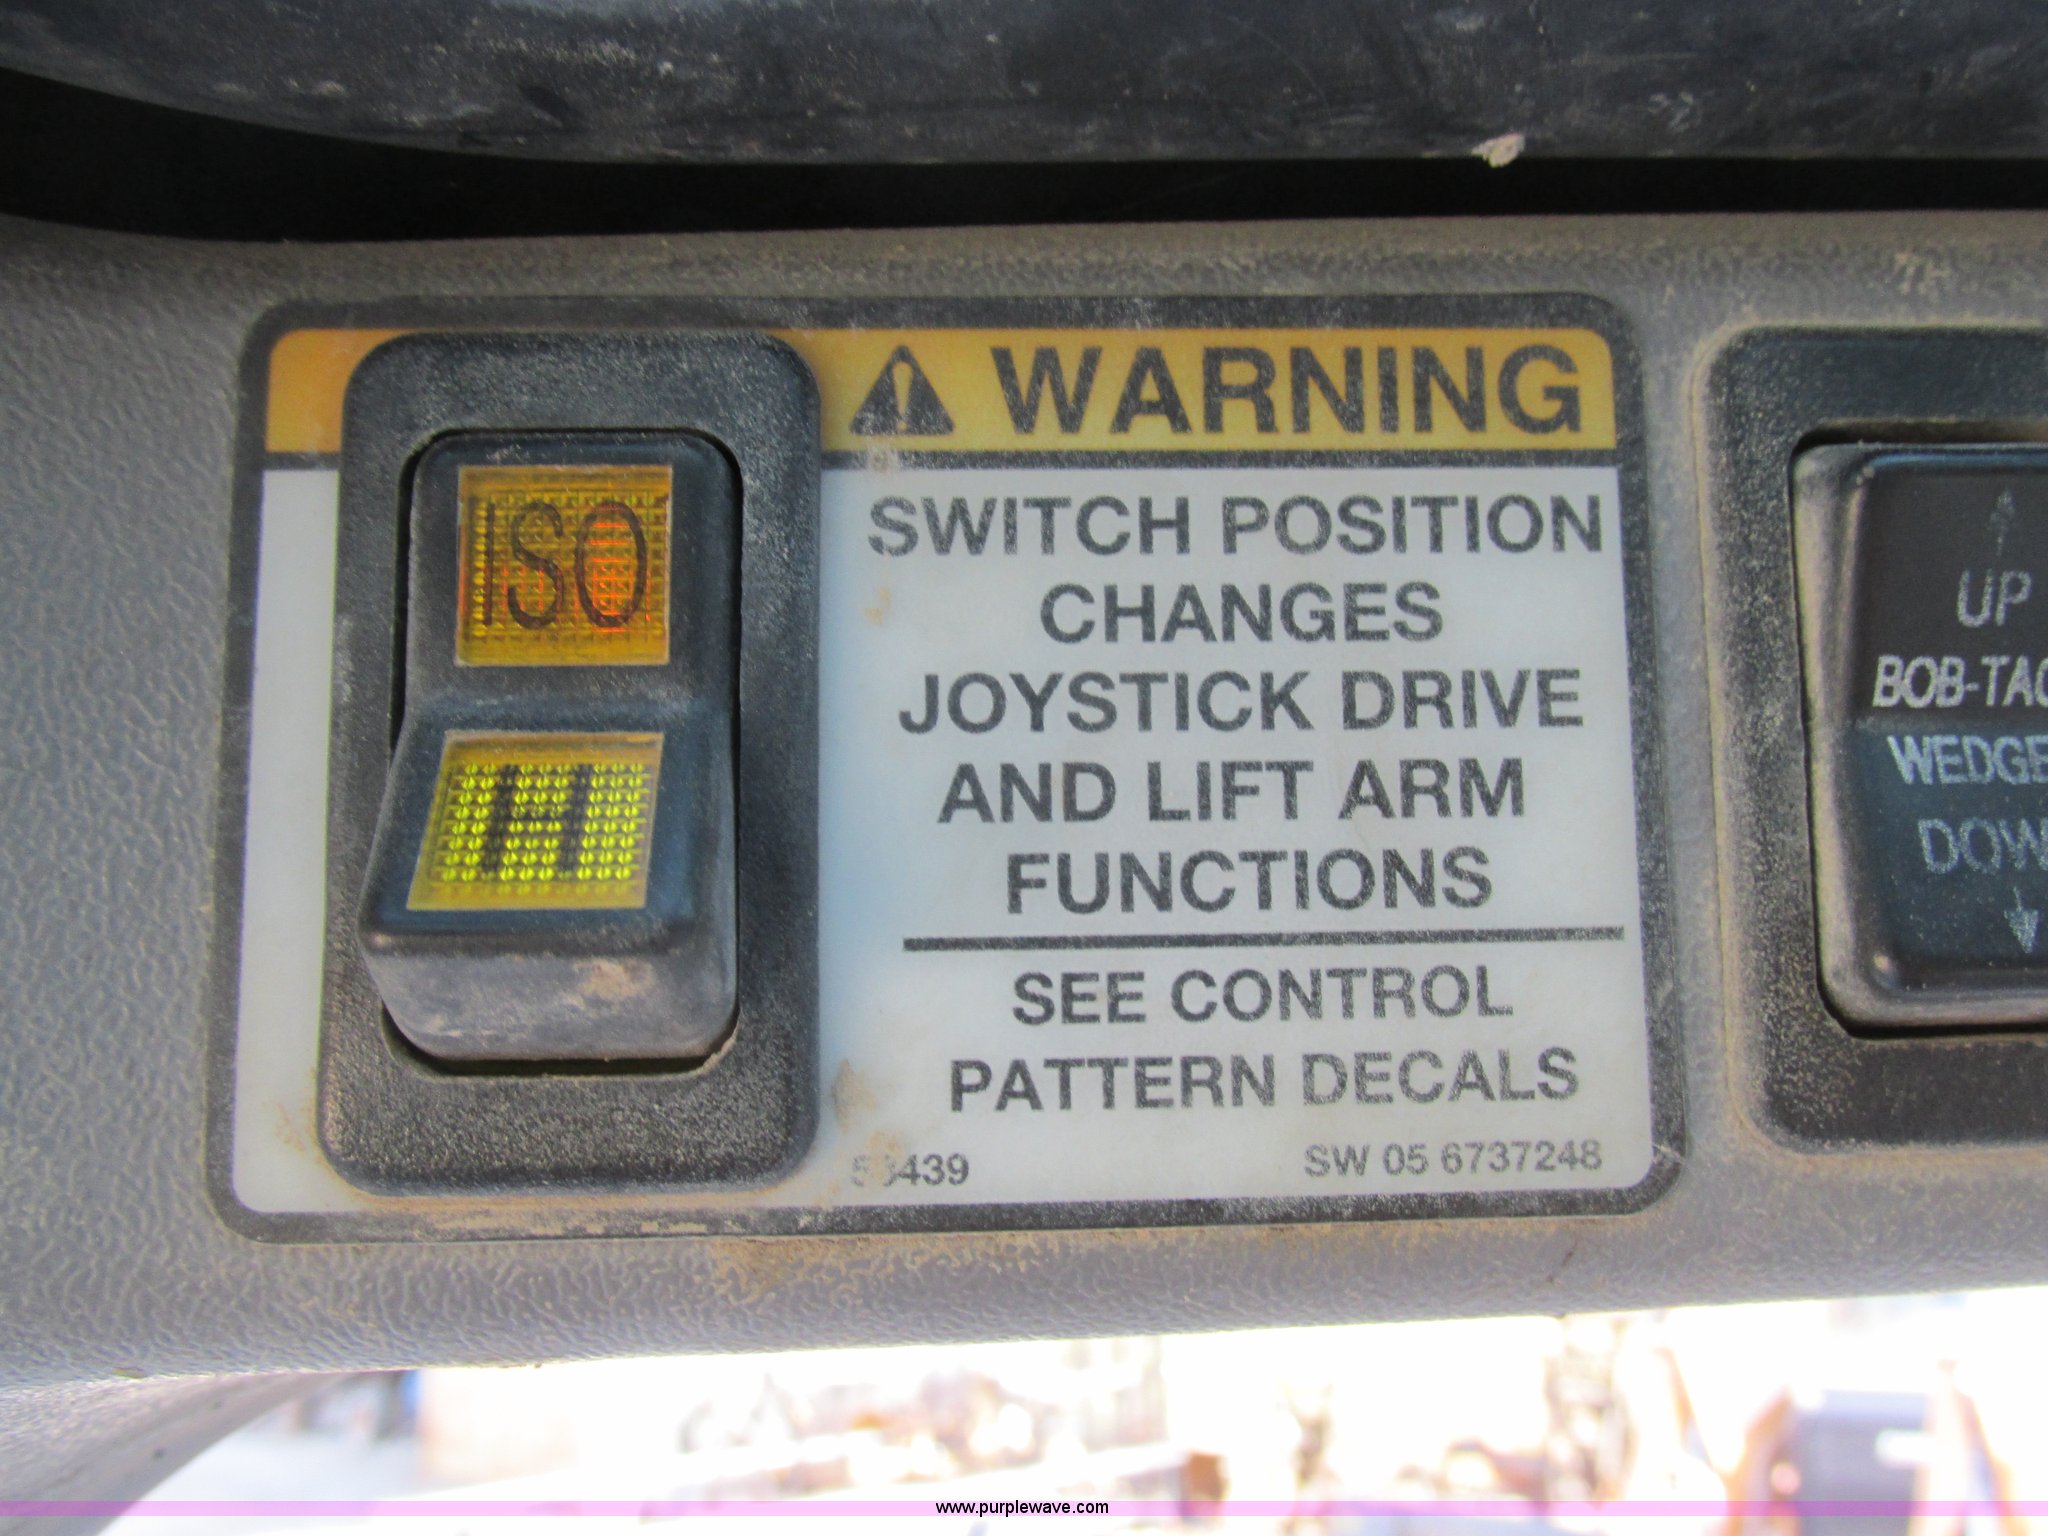 ISO
H
WARNING
SWITCH POSITION
CHANGES
JOYSTICK DRIVE
AND LIFT ARM
FUNCTIONS
SEE CONTROL
PATTERN DECALS
SW 05 6737248
UP
BOB-TAC
WEDGE
DOW
www.purplewave.com